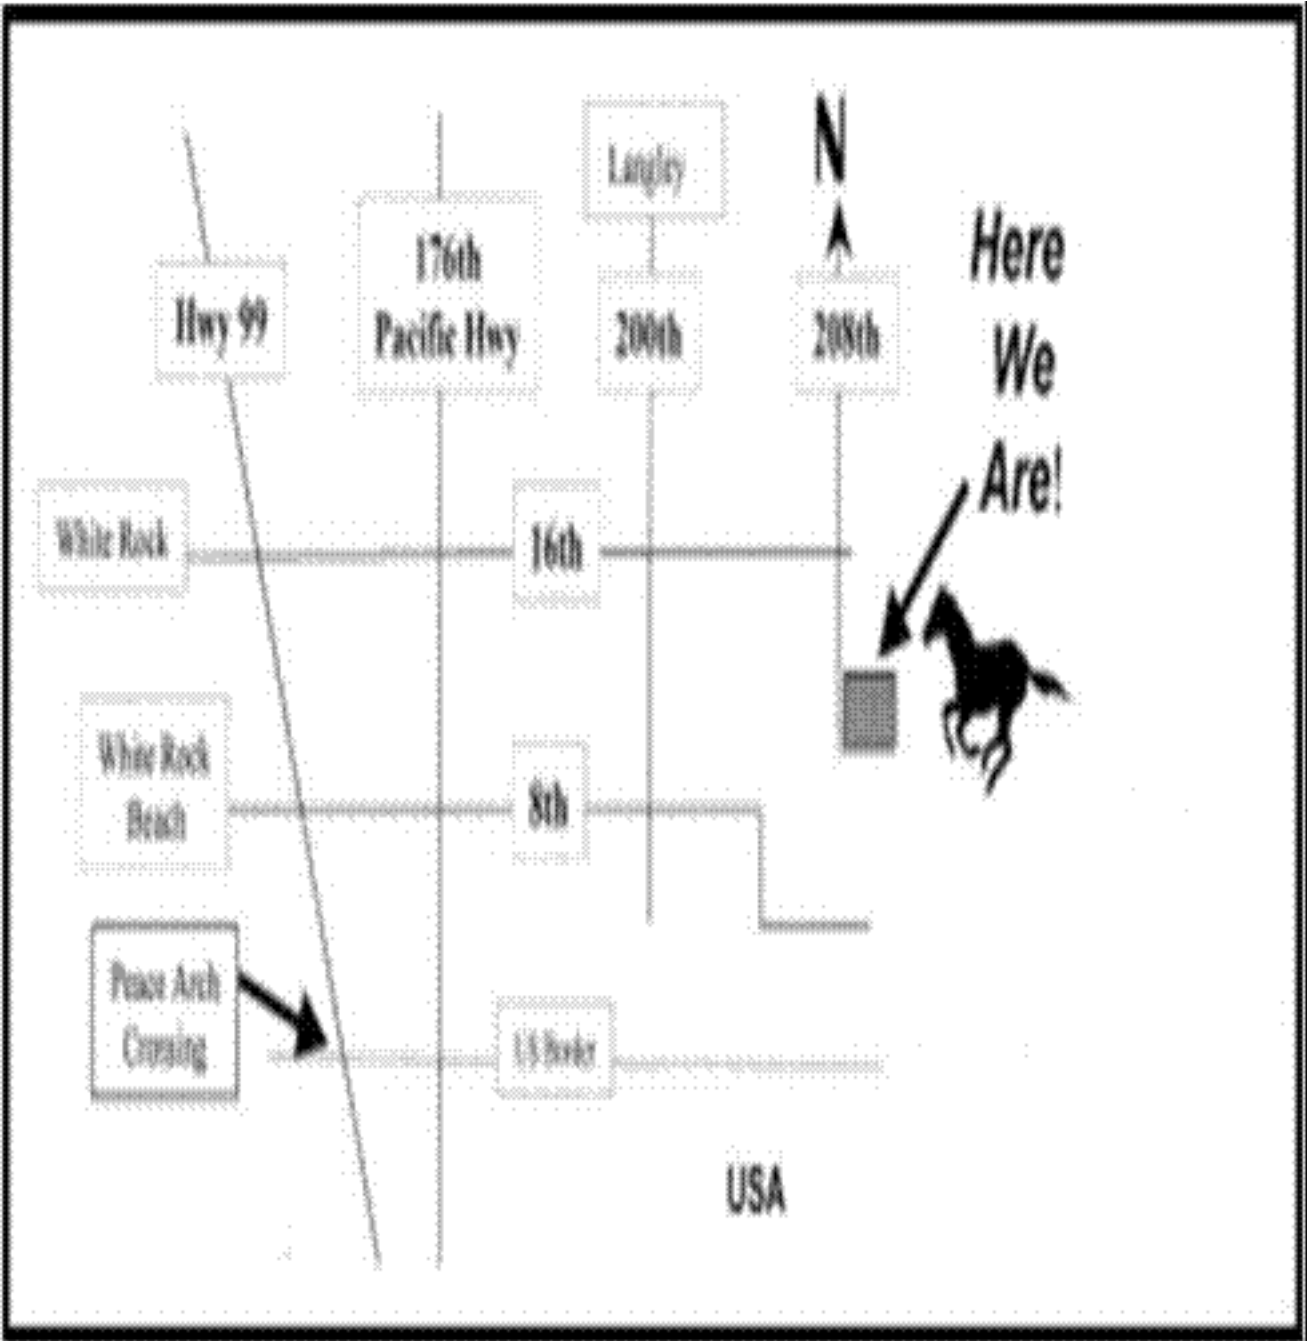 N
Langley
Here
We
Are!
176th
Pacific Hwy
Hwy 99
200th
208th
White Rock
16th
White Rock
Beach
8th
Peace Arch
Crossing
US Border
USA